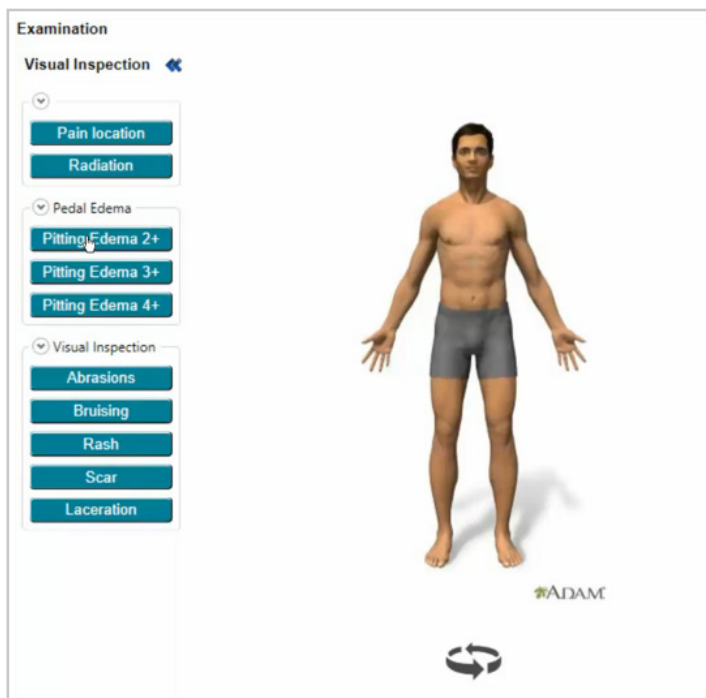 Examination
Visual Inspection
Pain location
Radiation
Pedal Edema
Pitting Edema 2+
Pitting Edema 3+
Pitting Edema 4+
Visual Inspection
Abrasions
Bruising
Rash
Scar
Laceration
ADAM